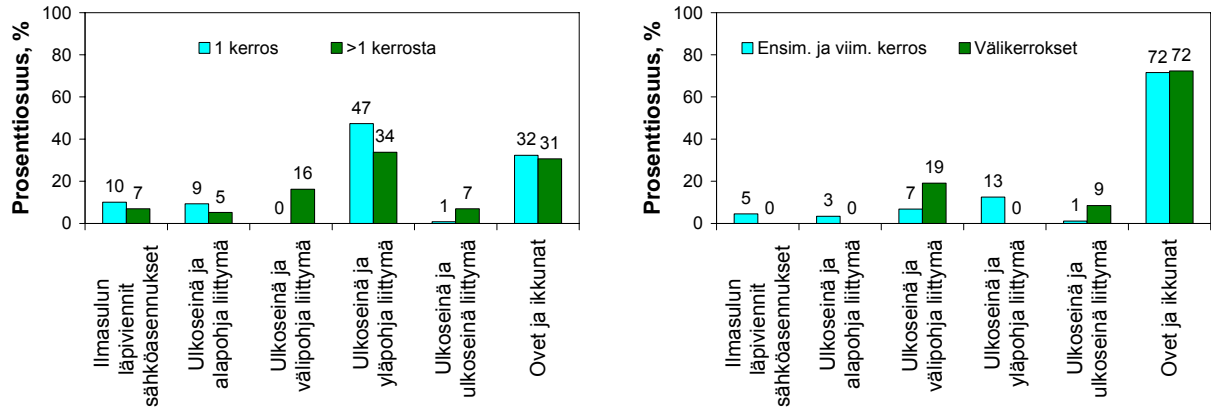 Prosenttiosuus, %
100
80
60
40
20
0
1 kerros
>1 kerrosta
10
7
9
5
0
16
47
34
1
7
32
31
Ilmasulun
läpiviennit
sähköasennukset
Ulkoseinä ja
alapohja liittymä
Ulkoseinä ja
välipohja liittymä
Ulkoseinä ja
yläpohja liittymä
Ulkoseinä ja
ulkoseinä liittymä
Ovet ja ikkunat
Prosenttiosuus, %
100
80
60
40
20
0
Ensim. ja viim. kerros
Välikerrokset
5
0
3
0
7
19
13
0
1
9
72
72
Ilmasulun
läpiviennit
sähköasennukset
Ulkoseinä ja
alapohja liittymä
Ulkoseinä ja
välipohja liittymä
Ulkoseinä ja
yläpohja liittymä
Ulkoseinä ja
ulkoseinä liittymä
Ovet ja ikkunat